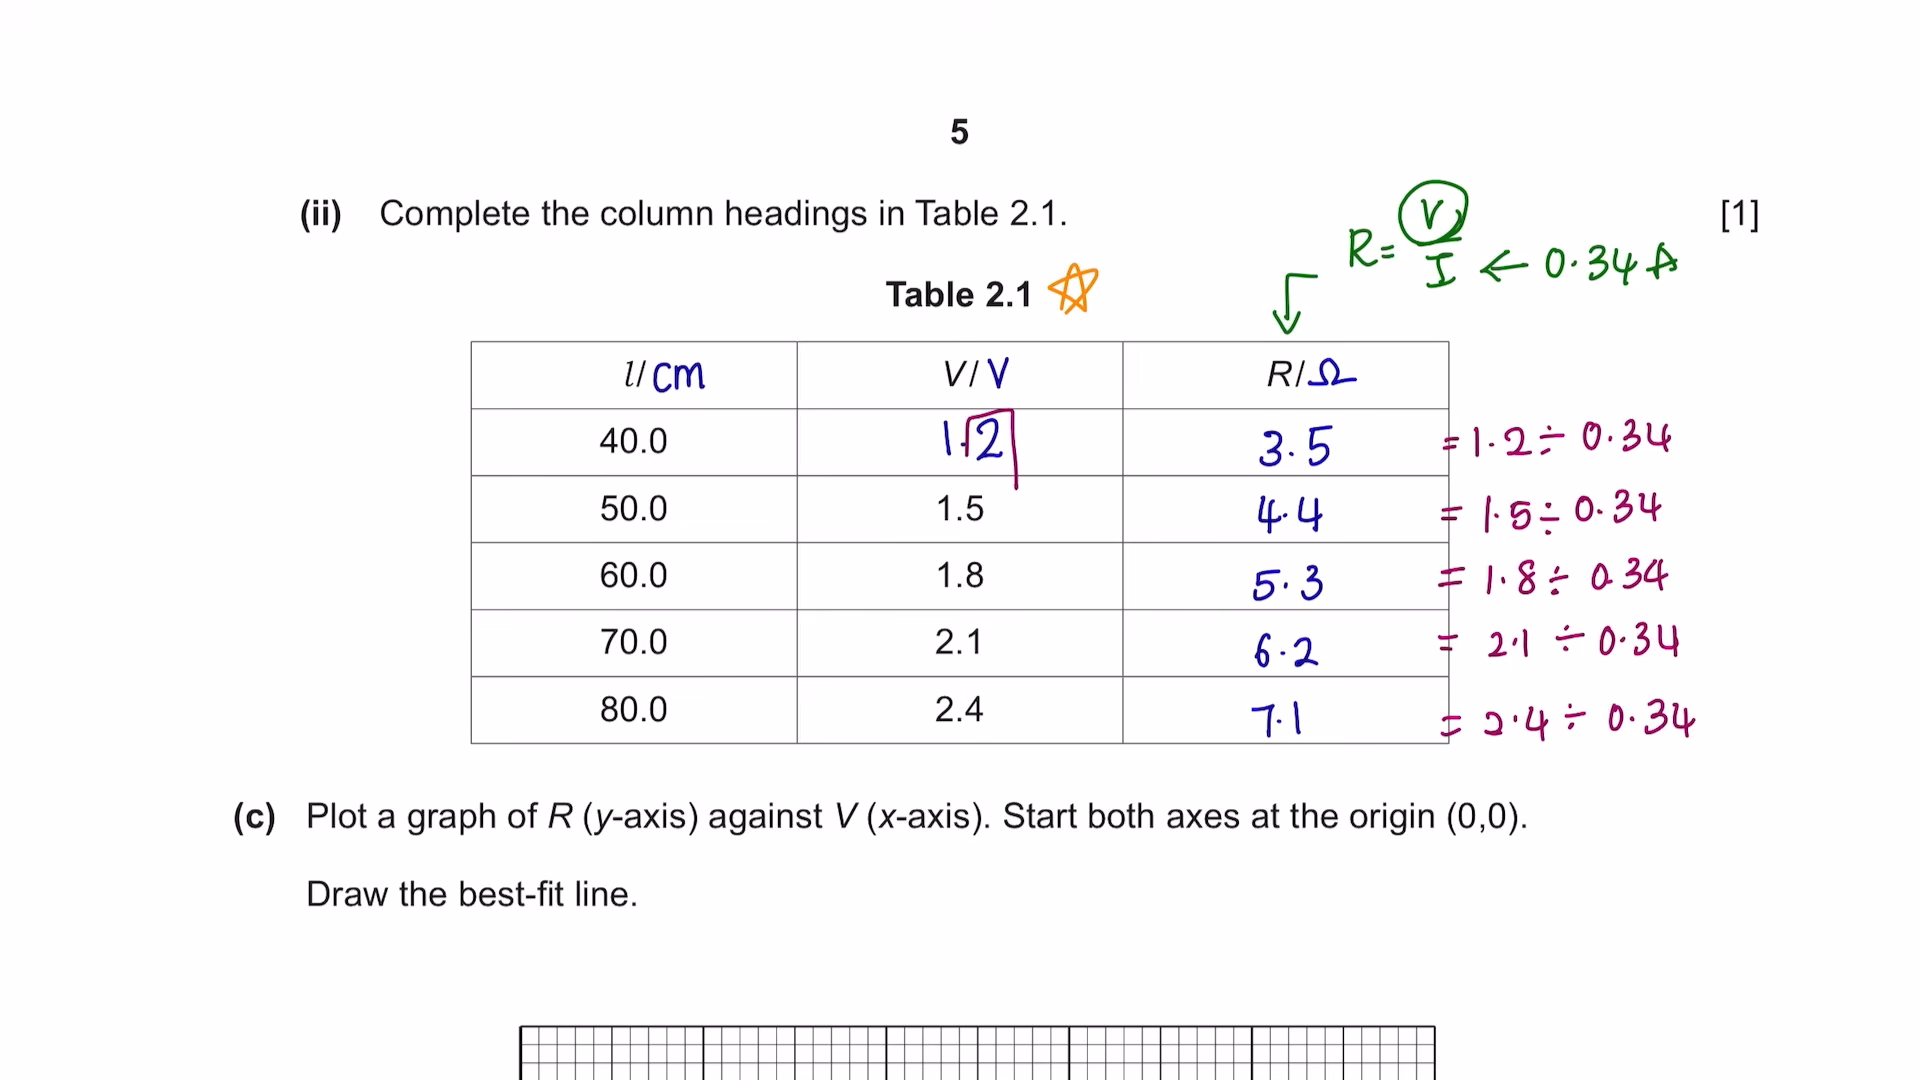 5
(ii) Complete the column headings in Table 2.1. [1]
R = V/I ← 0.34 A
Table 2.1
l/cm V/V R/Ω
40.0 1.2 3.5 = 1.2 ÷ 0.34
50.0 1.5 4.4 = 1.5 ÷ 0.34
60.0 1.8 5.3 = 1.8 ÷ 0.34
70.0 2.1 6.2 = 2.1 ÷ 0.34
80.0 2.4 7.1 = 2.4 ÷ 0.34
(c) Plot a graph of R (y-axis) against V (x-axis). Start both axes at the origin (0,0).
Draw the best-fit line.